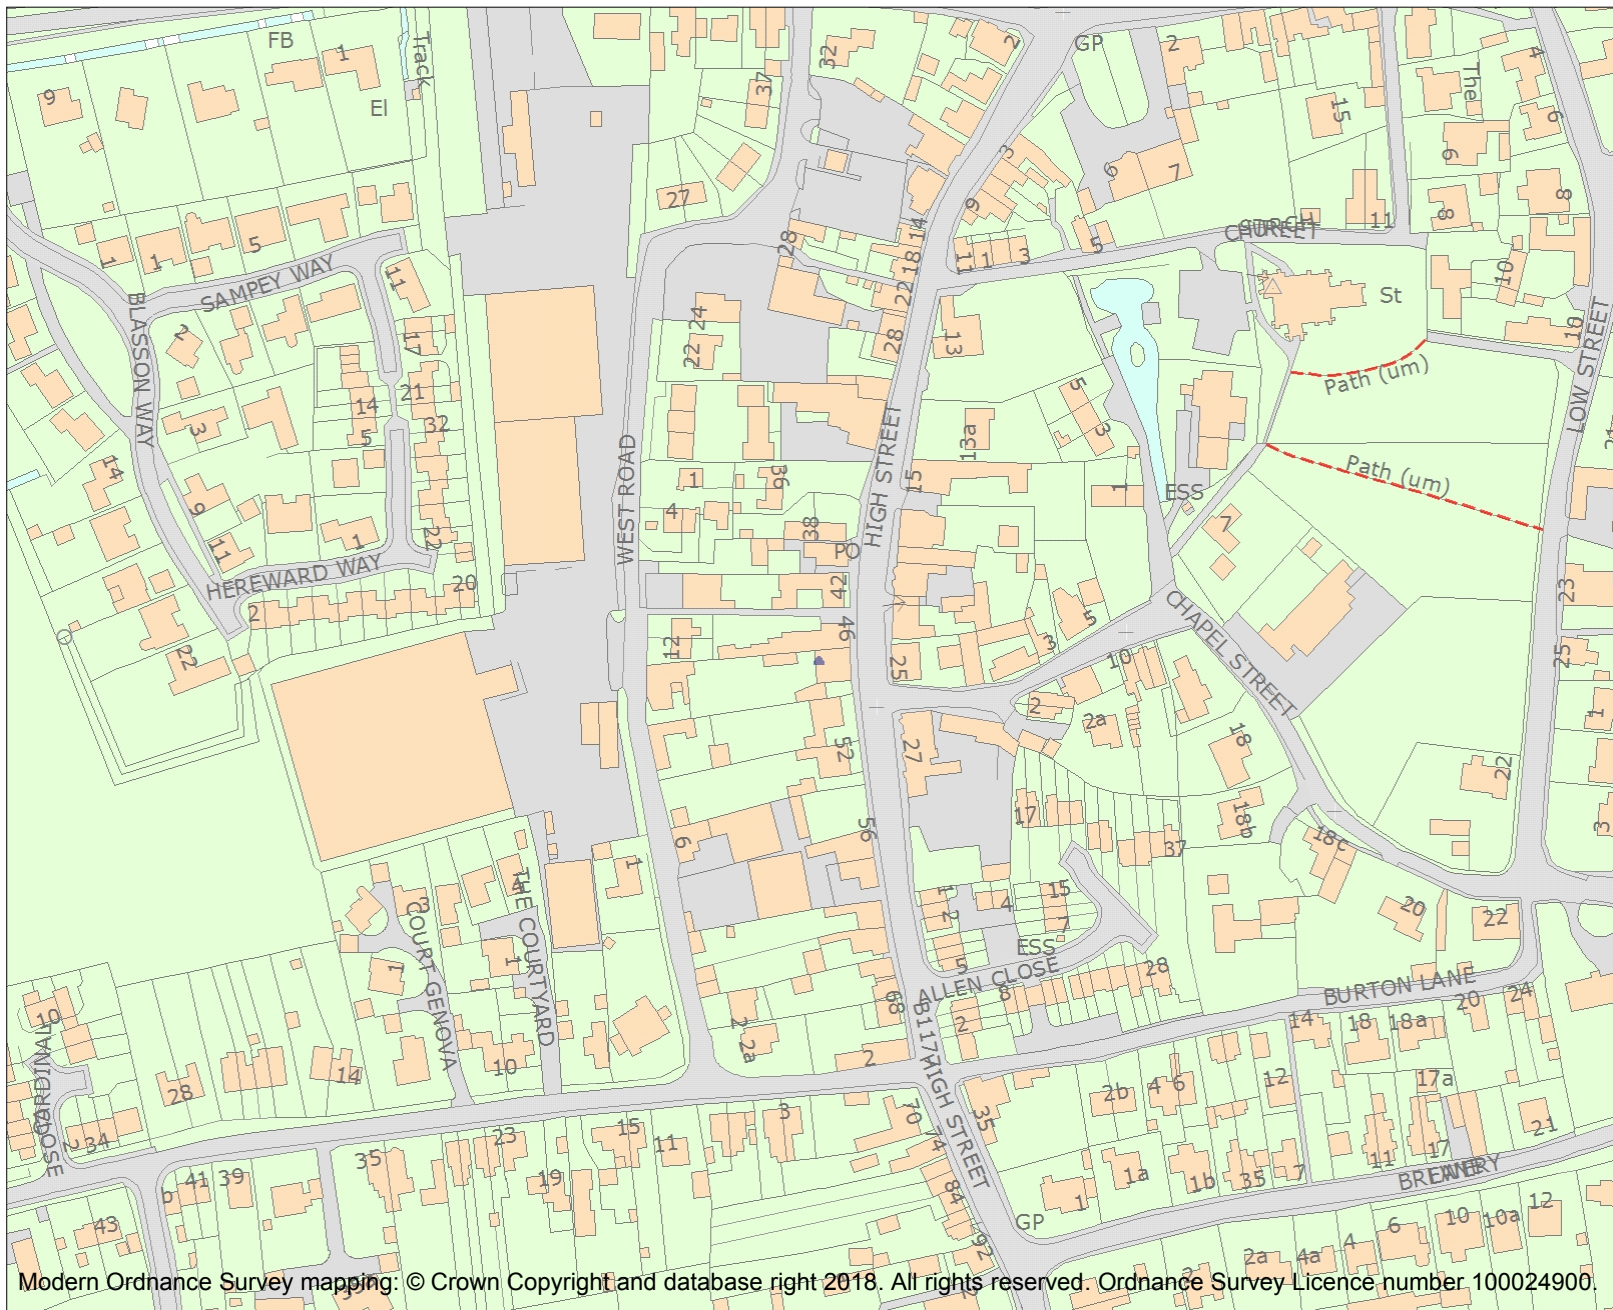 FB
1
Track
9
El
37
32
2
GP
2
The
4
15
6
9
8
8
27
3
6
7
9
14
11
5
CHURCH
STREET
28
18
11
1
3
5
1
1
5
SAMPEY WAY
11
22
10
St
10
BLASSON WAY
2
17
24
22
28
13
Path (um)
LOW STREET
21
14
32
5
3
5
3
13a
HIGH STREET
15
WEST ROAD
14
9
11
1
22
1
36
4
38
PO
1
ESS
Path (um)
7
HEREWARD WAY
20
2
42
46
12
22
25
3
5
10
CHAPEL STREET
23
25
2
2a
52
27
18
22
1
17
18b
37
18c
3
6
56
1
4
3
THE COURTYARD
COURT GENOVA
1
1
1
2
4
15
7
ESS
5
ALLEN CLOSE
8
28
20
22
BURTON LANE
24
10
CARDINAL
CLOSE
2
34
28
14
10
2
2a
68
2
B1177
2
14
18
18a
20
2b
4
6
12
17a
21
HIGH STREET
35
70
74
84
92
3
15
11
23
19
35
b
41
39
43
1
1a
1b
35
7
11
17
BREWERY
LANE
GP
2a
4a
4
6
10
10a
12
Modern Ordnance Survey mapping: © Crown Copyright and database right 2018. All rights reserved. Ordnance Survey Licence number 100024900.